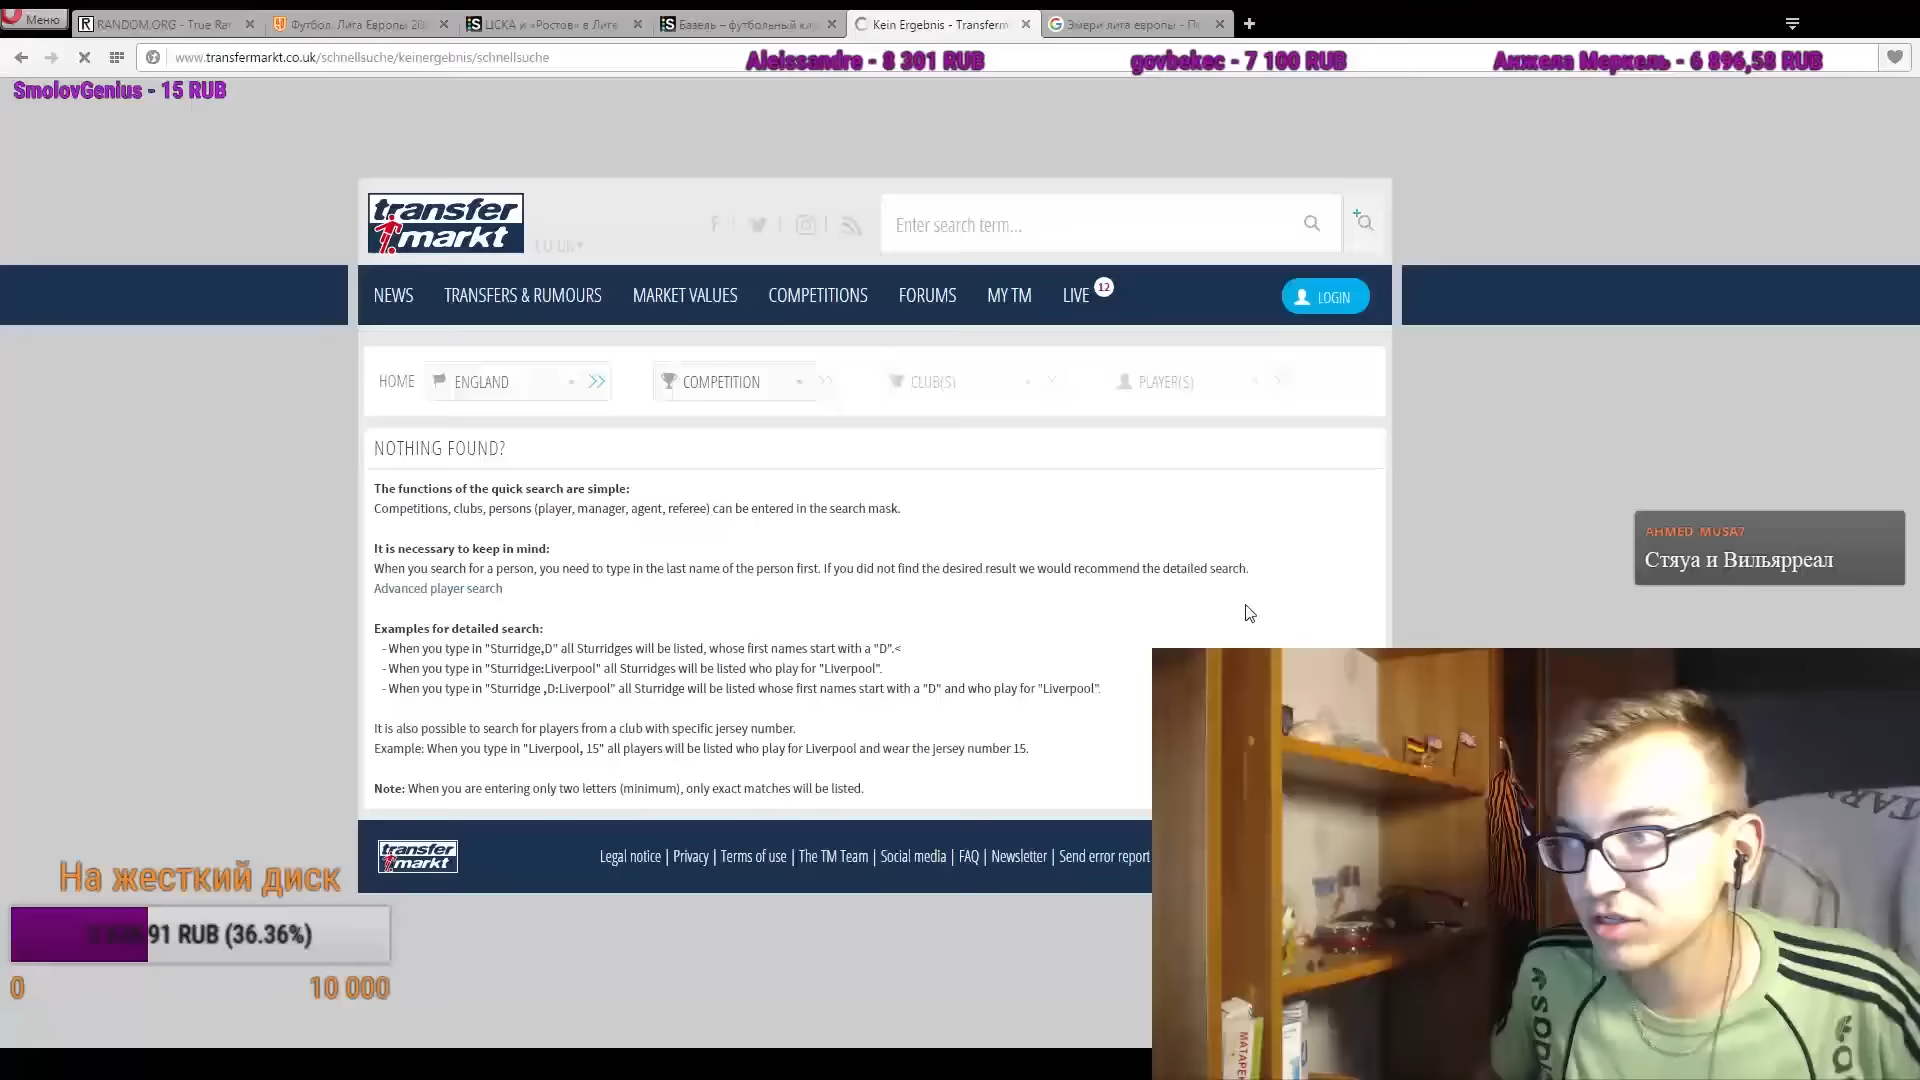 Меню
RANDOM.ORG - True Ra
Футбол. Лига Европы 20
ЦСКА и «Ростов» в Лиге
Базель – футбольный кл
Kein Ergebnis - Transferm
Эмери лига европы - П
www.transfermarkt.co.uk/schnellsuche/keinergebnis/schnellsuche
Aleissandre - 8 301 RUB
govbekec - 7 100 RUB
Анжела Меркель - 6 896,58 RUB
SmolovGenius - 15 RUB
transfer
markt
CO.UK
Enter search term...
NEWS
TRANSFERS & RUMOURS
MARKET VALUES
COMPETITIONS
FORUMS
MY TM
LIVE
12
LOGIN
HOME
ENGLAND
COMPETITION
CLUB(S)
PLAYER(S)
NOTHING FOUND?
The functions of the quick search are simple:
Competitions, clubs, persons (player, manager, agent, referee) can be entered in the search mask.
It is necessary to keep in mind:
When you search for a person, you need to type in the last name of the person first. If you did not find the desired result we would recommend the detailed search.
Advanced player search
Examples for detailed search:
- When you type in "Sturridge,D" all Sturridges will be listed, whose first names start with a "D".<
- When you type in "Sturridge:Liverpool" all Sturridges will be listed who play for "Liverpool".
- When you type in "Sturridge ,D:Liverpool" all Sturridge will be listed whose first names start with a "D" and who play for "Liverpool".
It is also possible to search for players from a club with specific jersey number.
Example: When you type in "Liverpool, 15" all players will be listed who play for Liverpool and wear the jersey number 15.
Note: When you are entering only two letters (minimum), only exact matches will be listed.
AHMED_MUSA7
Стяуа и Вильярреал
transfer
markt
Legal notice | Privacy | Terms of use | The TM Team | Social media | FAQ | Newsletter | Send error report
На жесткий диск
91 RUB (36.36%)
0
10 000